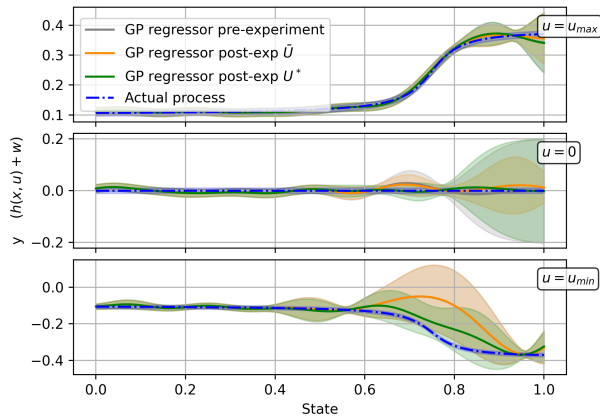 GP regressor pre-experiment
GP regressor post-exp Ū
GP regressor post-exp U*
Actual process
u = u_max
0.4
0.3
0.2
0.1
u = 0
0.2
0.0
−0.2
y (h(x, u) + w)
u = u_min
0.0
−0.2
−0.4
0.0 0.2 0.4 0.6 0.8 1.0
State